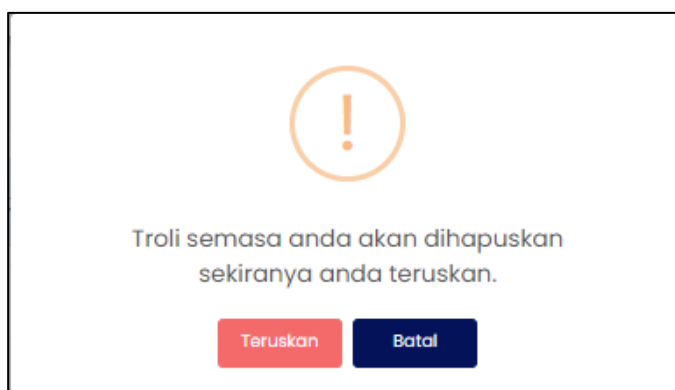 !
Troli semasa anda akan dihapuskan
sekiranya anda teruskan.
Teruskan Batal